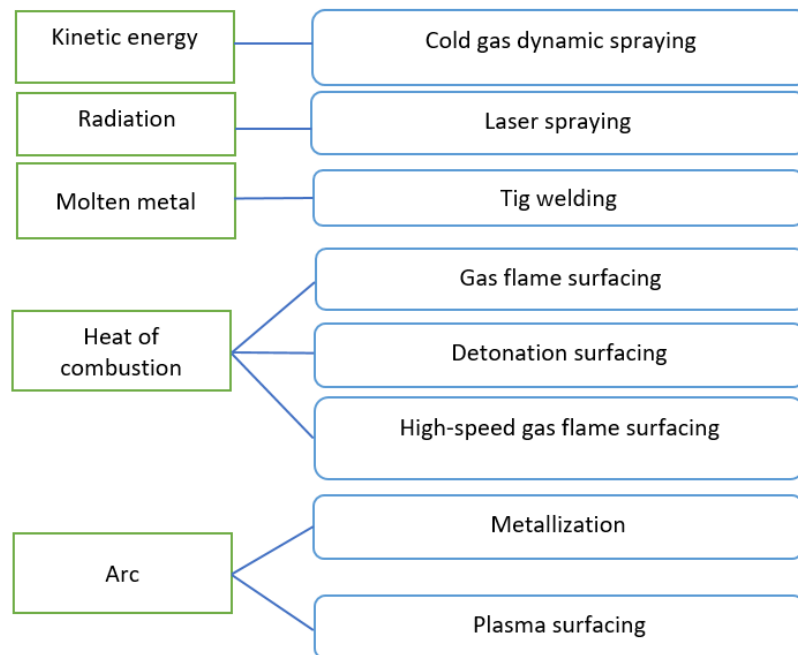 Kinetic energy
Cold gas dynamic spraying
Radiation
Laser spraying
Molten metal
Tig welding
Heat of
combustion
Gas flame surfacing
Detonation surfacing
High-speed gas flame surfacing
Arc
Metallization
Plasma surfacing